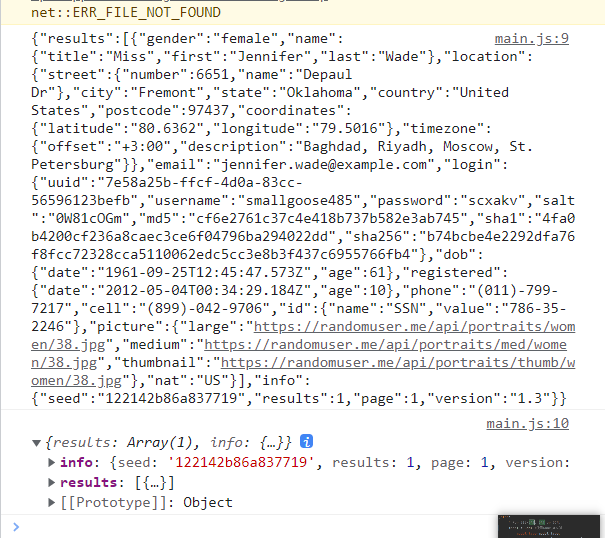 net::ERR_FILE_NOT_FOUND
{"results":[{"gender":"female","name": main.js:9
{"title":"Miss","first":"Jennifer","last":"Wade"},"location":
{"street":{"number":6651,"name":"Depaul
Dr"},"city":"Fremont","state":"Oklahoma","country":"United
States","postcode":97437,"coordinates":
{"latitude":"80.6362","longitude":"79.5016"},"timezone":
{"offset":"+3:00","description":"Baghdad, Riyadh, Moscow, St.
Petersburg"}},"email":"jennifer.wade@example.com","login":
{"uuid":"7e58a25b-ffcf-4d0a-83cc-
56596123befb","username":"smallgoose485","password":"scxakv","salt
":"0W81cOGm","md5":"cf6e2761c37c4e418b737b582e3ab745","sha1":"4fa0
b4200cf236a8caec3ce6f04796ba294022dd","sha256":"b74bcbe4e2292dfa76
f8fcc72328cca5110062edc5cc3e8b3f437c6955766fb4"},"dob":
{"date":"1961-09-25T12:45:47.573Z","age":61},"registered":
{"date":"2012-05-04T00:34:29.184Z","age":10},"phone":"(011)-799-
7217","cell":"(899)-042-9706","id":{"name":"SSN","value":"786-35-
2246"},"picture":{"large":"https://randomuser.me/api/portraits/wom
en/38.jpg","medium":"https://randomuser.me/api/portraits/med/wome
n/38.jpg","thumbnail":"https://randomuser.me/api/portraits/thumb/w
omen/38.jpg"},"nat":"US"}],"info":
{"seed":"122142b86a837719","results":1,"page":1,"version":"1.3"}}
main.js:10
{results: Array(1), info: {…}}
info: {seed: '122142b86a837719', results: 1, page: 1, version:
results: [{…}]
[[Prototype]]: Object